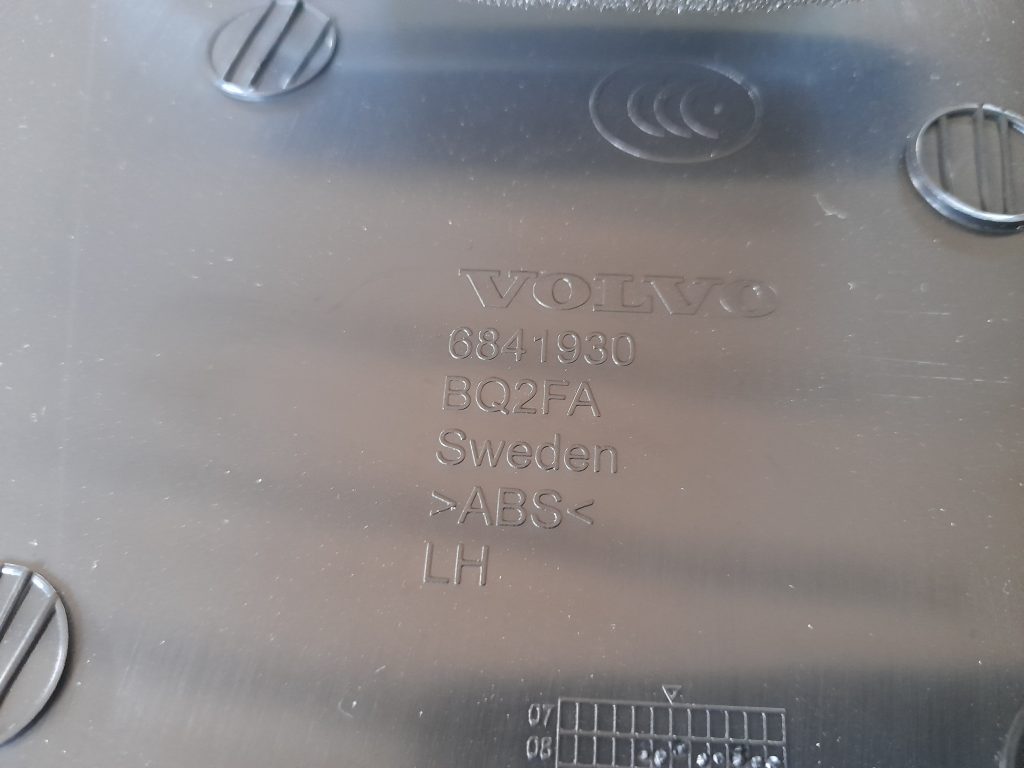 VOLVO
6841930
BQ2FA
Sweden
>ABS<
LH
07
08